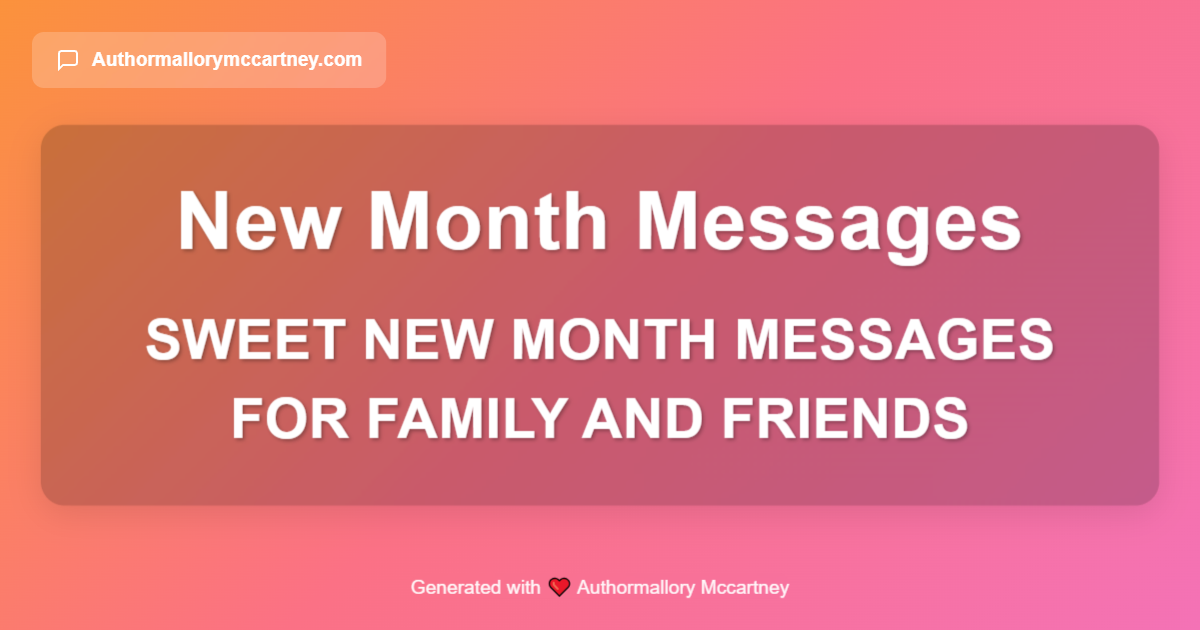 Authormallorymccartney.com
New Month Messages
SWEET NEW MONTH MESSAGES
FOR FAMILY AND FRIENDS
Generated with ❤️ Authormallory Mccartney